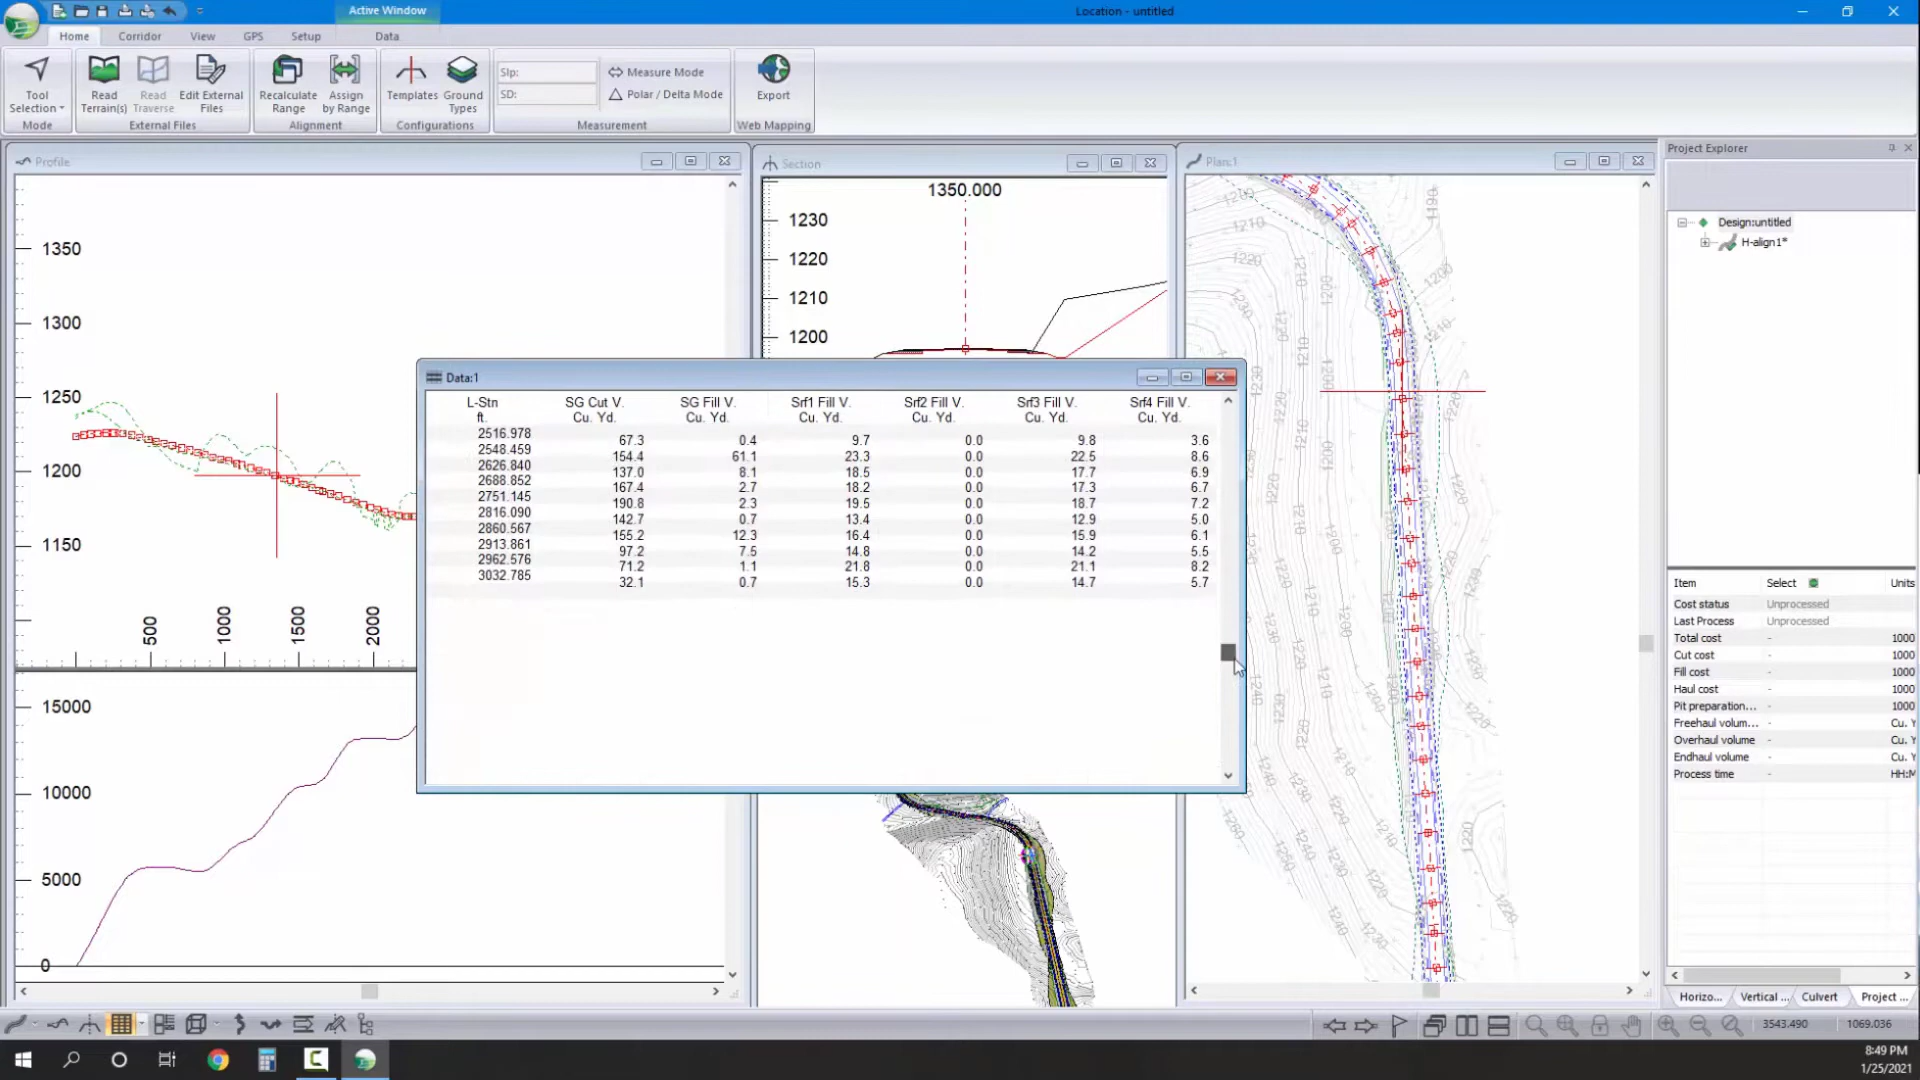 Active Window
Location - untitled
Home
Corridor
View
GPS
Setup
Data
Tool Selection
Read Terrain(s)
Read Traverse
Edit External Files
Recalculate Range
Assign by Range
Templates
Ground Types
Slp:
SD:
Measure Mode
Polar / Delta Mode
Export
Mode
External Files
Alignment
Configurations
Measurement
Web Mapping
Profile
1350
1300
1250
1200
1150
500
1000
1500
2000
15000
10000
5000
0
Section
1350.000
1230
1220
1210
1200
Plan:1
Data:1
L-Stn SG Cut V. SG Fill V. Srf1 Fill V. Srf2 Fill V. Srf3 Fill V. Srf4 Fill V.
ft. Cu. Yd. Cu. Yd. Cu. Yd. Cu. Yd. Cu. Yd. Cu. Yd.
2516.978
67.3 0.4 9.7 0.0 9.8 3.6
2548.459
154.4 61.1 23.3 0.0 22.5 8.6
2626.840
137.0 8.1 18.5 0.0 17.7 6.9
2688.852
167.4 2.7 18.2 0.0 17.3 6.7
2751.145
190.8 2.3 19.5 0.0 18.7 7.2
2816.090
142.7 0.7 13.4 0.0 12.9 5.0
2860.567
155.2 12.3 16.4 0.0 15.9 6.1
2913.861
97.2 7.5 14.8 0.0 14.2 5.5
2962.576
71.2 1.1 21.8 0.0 21.1 8.2
3032.785
32.1 0.7 15.3 0.0 14.7 5.7
Project Explorer
Design:untitled
H-align1*
Item Select Units
Cost status Unprocessed
Last Process Unprocessed
Total cost - 1000
Cut cost - 1000
Fill cost - 1000
Haul cost - 1000
Pit preparation... - 1000
Freehaul volum... - Cu. Y
Overhaul volume - Cu. Y
Endhaul volume - Cu. Y
Process time - HH:M
Horizo...
Vertical ...
Culvert
Project ...
3543.490
1069.036
8:49 PM
1/25/2021